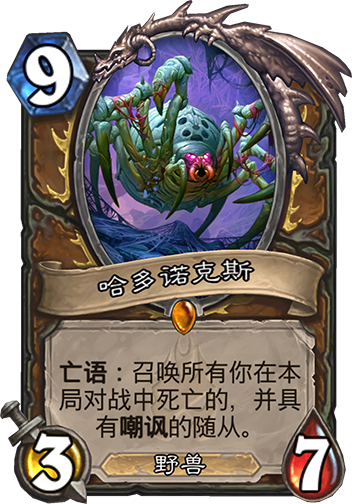 9
哈多诺克斯
亡语：召唤所有你在本
局对战中死亡的，并具
有嘲讽的随从。
3
野兽
7